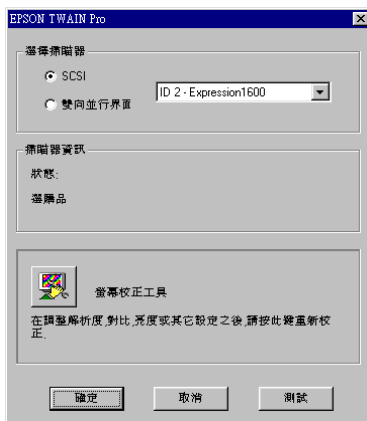 EPSON TWAIN Pro
選擇掃瞄器
SCSI
ID 2 - Expression1600
雙向並行界面
掃瞄器資訊
狀態:
選購品
螢幕校正工具
在調整解析度,對比,亮度或其它設定之後,請按此鍵重新校
正.
確定
取消
測試